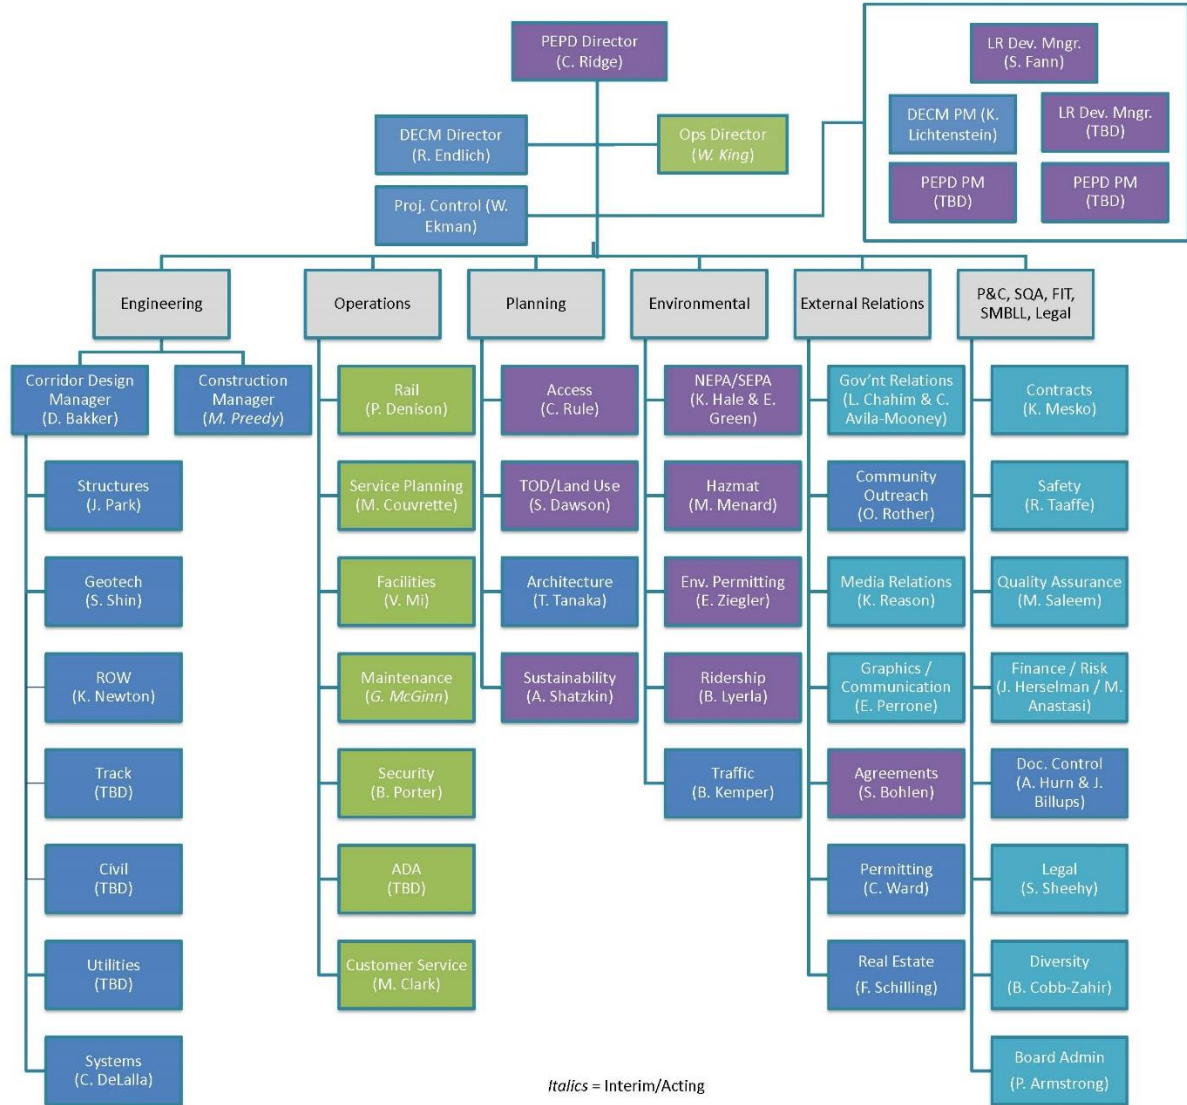 PEPD Director
(C. Ridge)
DECM Director
(R. Endlich)
Ops Director
(W. King)
Proj. Control (W.
Ekman)
LR Dev. Mngr.
(S. Fann)
DECM PM (K.
Lichtenstein)
LR Dev. Mngr.
(TBD)
PEPD PM
(TBD)
PEPD PM
(TBD)
Engineering
Operations
Planning
Environmental
External Relations
P&C, SQA, FIT,
SMBLL, Legal
Corridor Design
Manager
(D. Bakker)
Construction
Manager
(M. Preedy)
Structures
(J. Park)
Geotech
(S. Shin)
ROW
(K. Newton)
Track
(TBD)
Civil
(TBD)
Utilities
(TBD)
Systems
(C. DeLalla)
Rail
(P. Denison)
Service Planning
(M. Couvrette)
Facilities
(V. Mi)
Maintenance
(G. McGinn)
Security
(B. Porter)
ADA
(TBD)
Customer Service
(M. Clark)
Access
(C. Rule)
TOD/Land Use
(S. Dawson)
Architecture
(T. Tanaka)
Sustainability
(A. Shatzkin)
NEPA/SEPA
(K. Hale & E.
Green)
Hazmat
(M. Menard)
Env. Permitting
(E. Ziegler)
Ridership
(B. Lyerla)
Traffic
(B. Kemper)
Gov'nt Relations
(L. Chahim & C.
Avila-Mooney)
Community
Outreach
(O. Rother)
Media Relations
(K. Reason)
Graphics /
Communication
(E. Perrone)
Agreements
(S. Bohlen)
Permitting
(C. Ward)
Real Estate
(F. Schilling)
Contracts
(K. Mesko)
Safety
(R. Taaffe)
Quality Assurance
(M. Saleem)
Finance / Risk
(J. Herselman / M.
Anastasi)
Doc. Control
(A. Hurn & J.
Billups)
Legal
(S. Sheehy)
Diversity
(B. Cobb-Zahir)
Board Admin
(P. Armstrong)
Italics = Interim/Acting